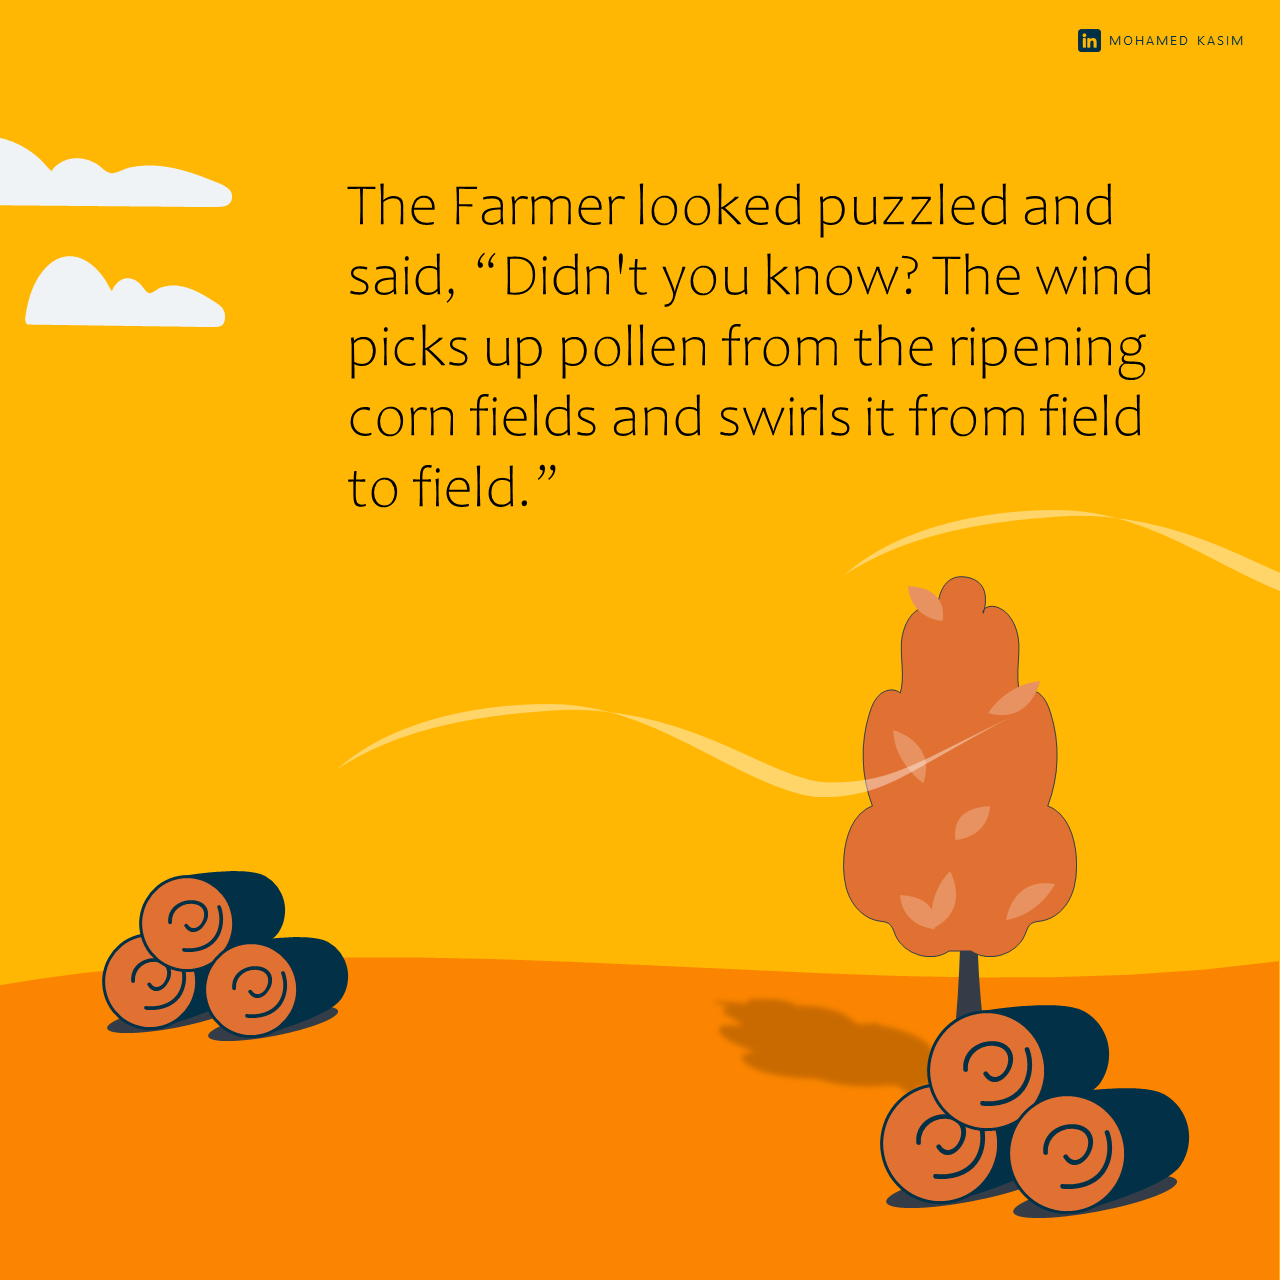 in MOHAMED KASIM
The Farmer looked puzzled and
said, “Didn't you know? The wind
picks up pollen from the ripening
corn fields and swirls it from field
to field.”